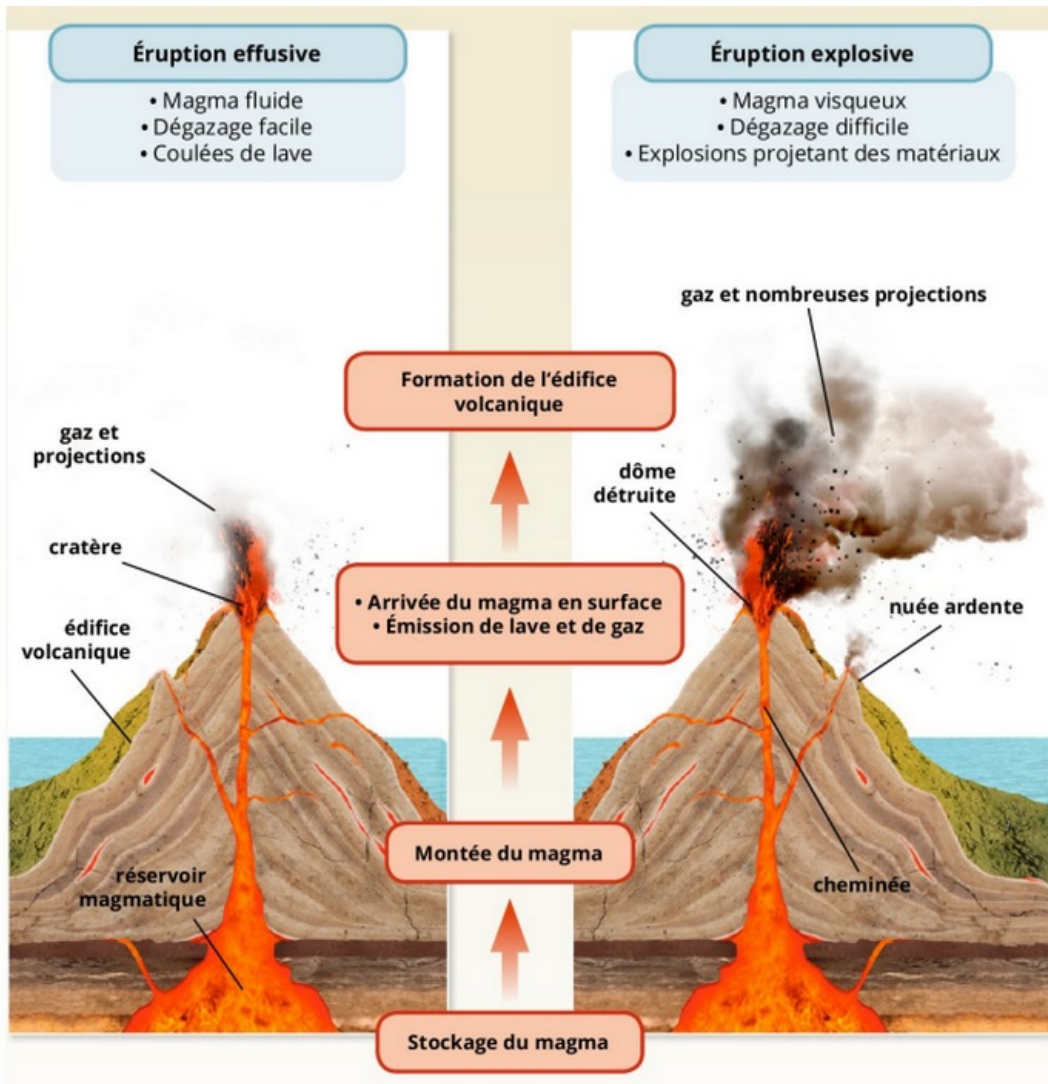 Éruption effusive
• Magma fluide
• Dégazage facile
• Coulées de lave
Éruption explosive
• Magma visqueux
• Dégazage difficile
• Explosions projetant des matériaux
gaz et nombreuses projections
Formation de l'édifice
volcanique
gaz et
projections
dôme
détruite
cratère
• Arrivée du magma en surface
• Émission de lave et de gaz
nuée ardente
édifice
volcanique
Montée du magma
réservoir
magmatique
cheminée
Stockage du magma